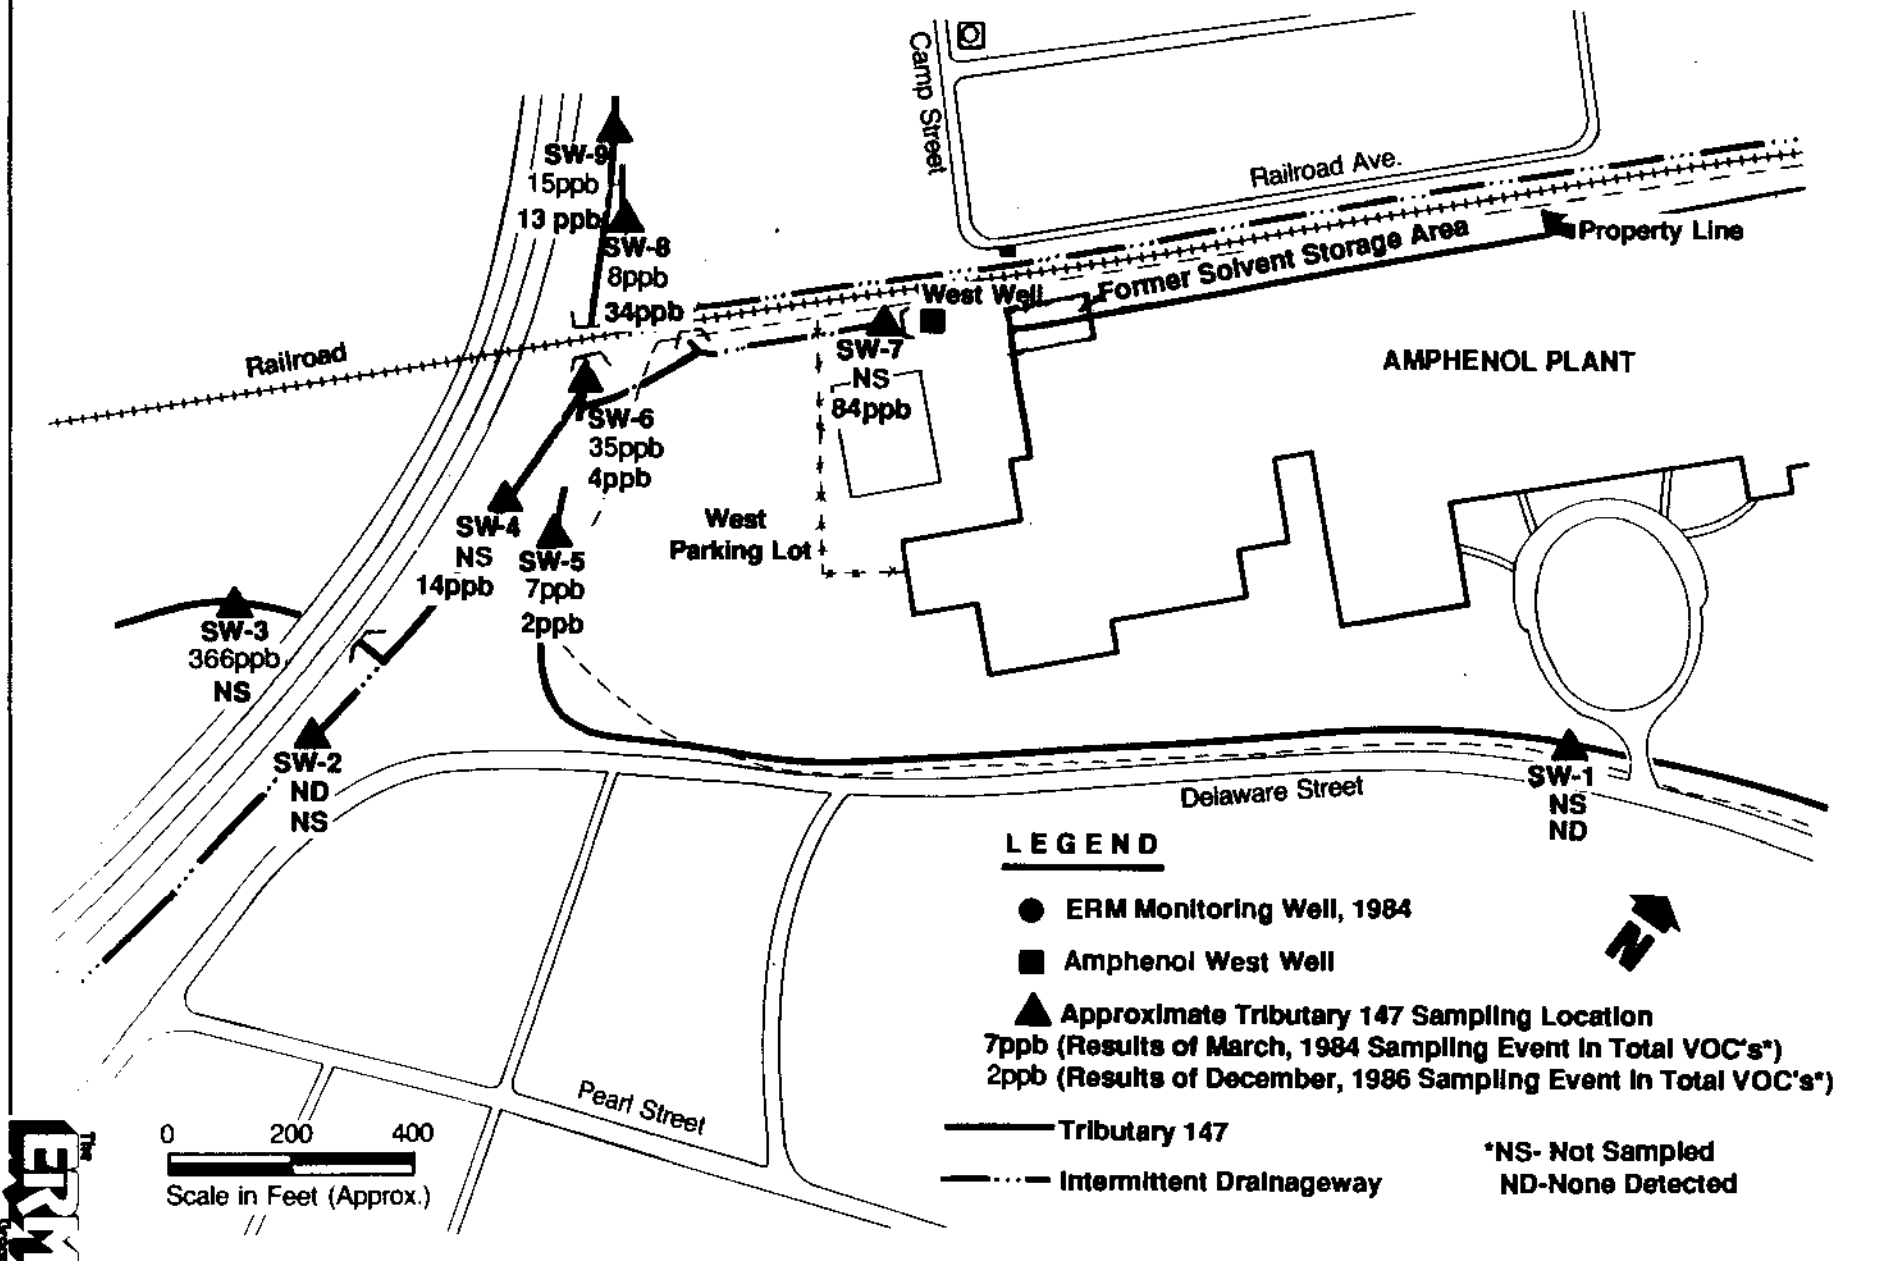 Camp Street
Railroad Ave.
Property Line
Former Solvent Storage Area
West Well
SW-9
15ppb
13 ppb
SW-8
8ppb
34ppb
Railroad
SW-7
NS
84ppb
AMPHENOL PLANT
SW-6
35ppb
4ppb
SW-4
NS
14ppb
SW-5
7ppb
2ppb
West
Parking Lot
SW-3
366ppb
NS
SW-2
ND
NS
SW-1
NS
ND
Delaware Street
Pearl Street
LEGEND
ERM Monitoring Well, 1984
Amphenol West Well
Approximate Tributary 147 Sampling Location
7ppb (Results of March, 1984 Sampling Event in Total VOC's*)
2ppb (Results of December, 1986 Sampling Event in Total VOC's*)
Tributary 147
Intermittent Drainageway
*NS- Not Sampled
ND-None Detected
N
0 200 400
Scale in Feet (Approx.)
The
ERM